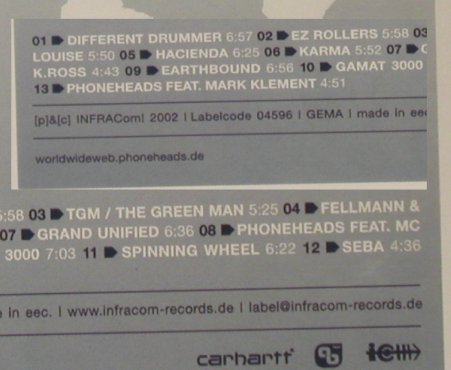 01 DIFFERENT DRUMMER 6:57 02 EZ ROLLERS 5:58 03
LOUISE 5:50 05 HACIENDA 6:25 06 KARMA 5:52 07
K.ROSS 4:43 09 EARTHBOUND 6:56 10 GAMAT 3000
13 PHONEHEADS FEAT. MARK KLEMENT 4:51
[p]&[c] INFRACom! 2002 | Labelcode 04596 | GEMA | made in eec
worldwideweb.phoneheads.de
5:58 03 TGM / THE GREEN MAN 5:25 04 FELLMANN &
07 GRAND UNIFIED 6:36 08 PHONEHEADS FEAT. MC
3000 7:03 11 SPINNING WHEEL 6:22 12 SEBA 4:36
in eec. | www.infracom-records.de | label@infracom-records.de
carhartt